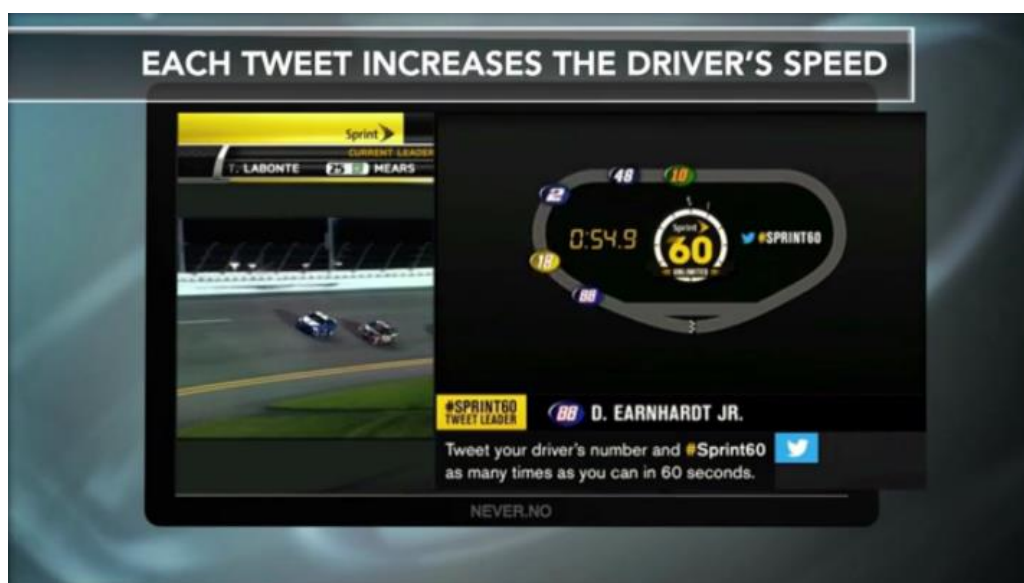 EACH TWEET INCREASES THE DRIVER'S SPEED
Sprint
CURRENT LEADER
T. LABONTE 25 MEARS
48 10
2
0:54.9 Sprint 60 UNLIMITED #SPRINT60
18
88
#SPRINT60
TWEET LEADER
88 D. EARNHARDT JR.
Tweet your driver's number and #Sprint60
as many times as you can in 60 seconds.
NEVER.NO